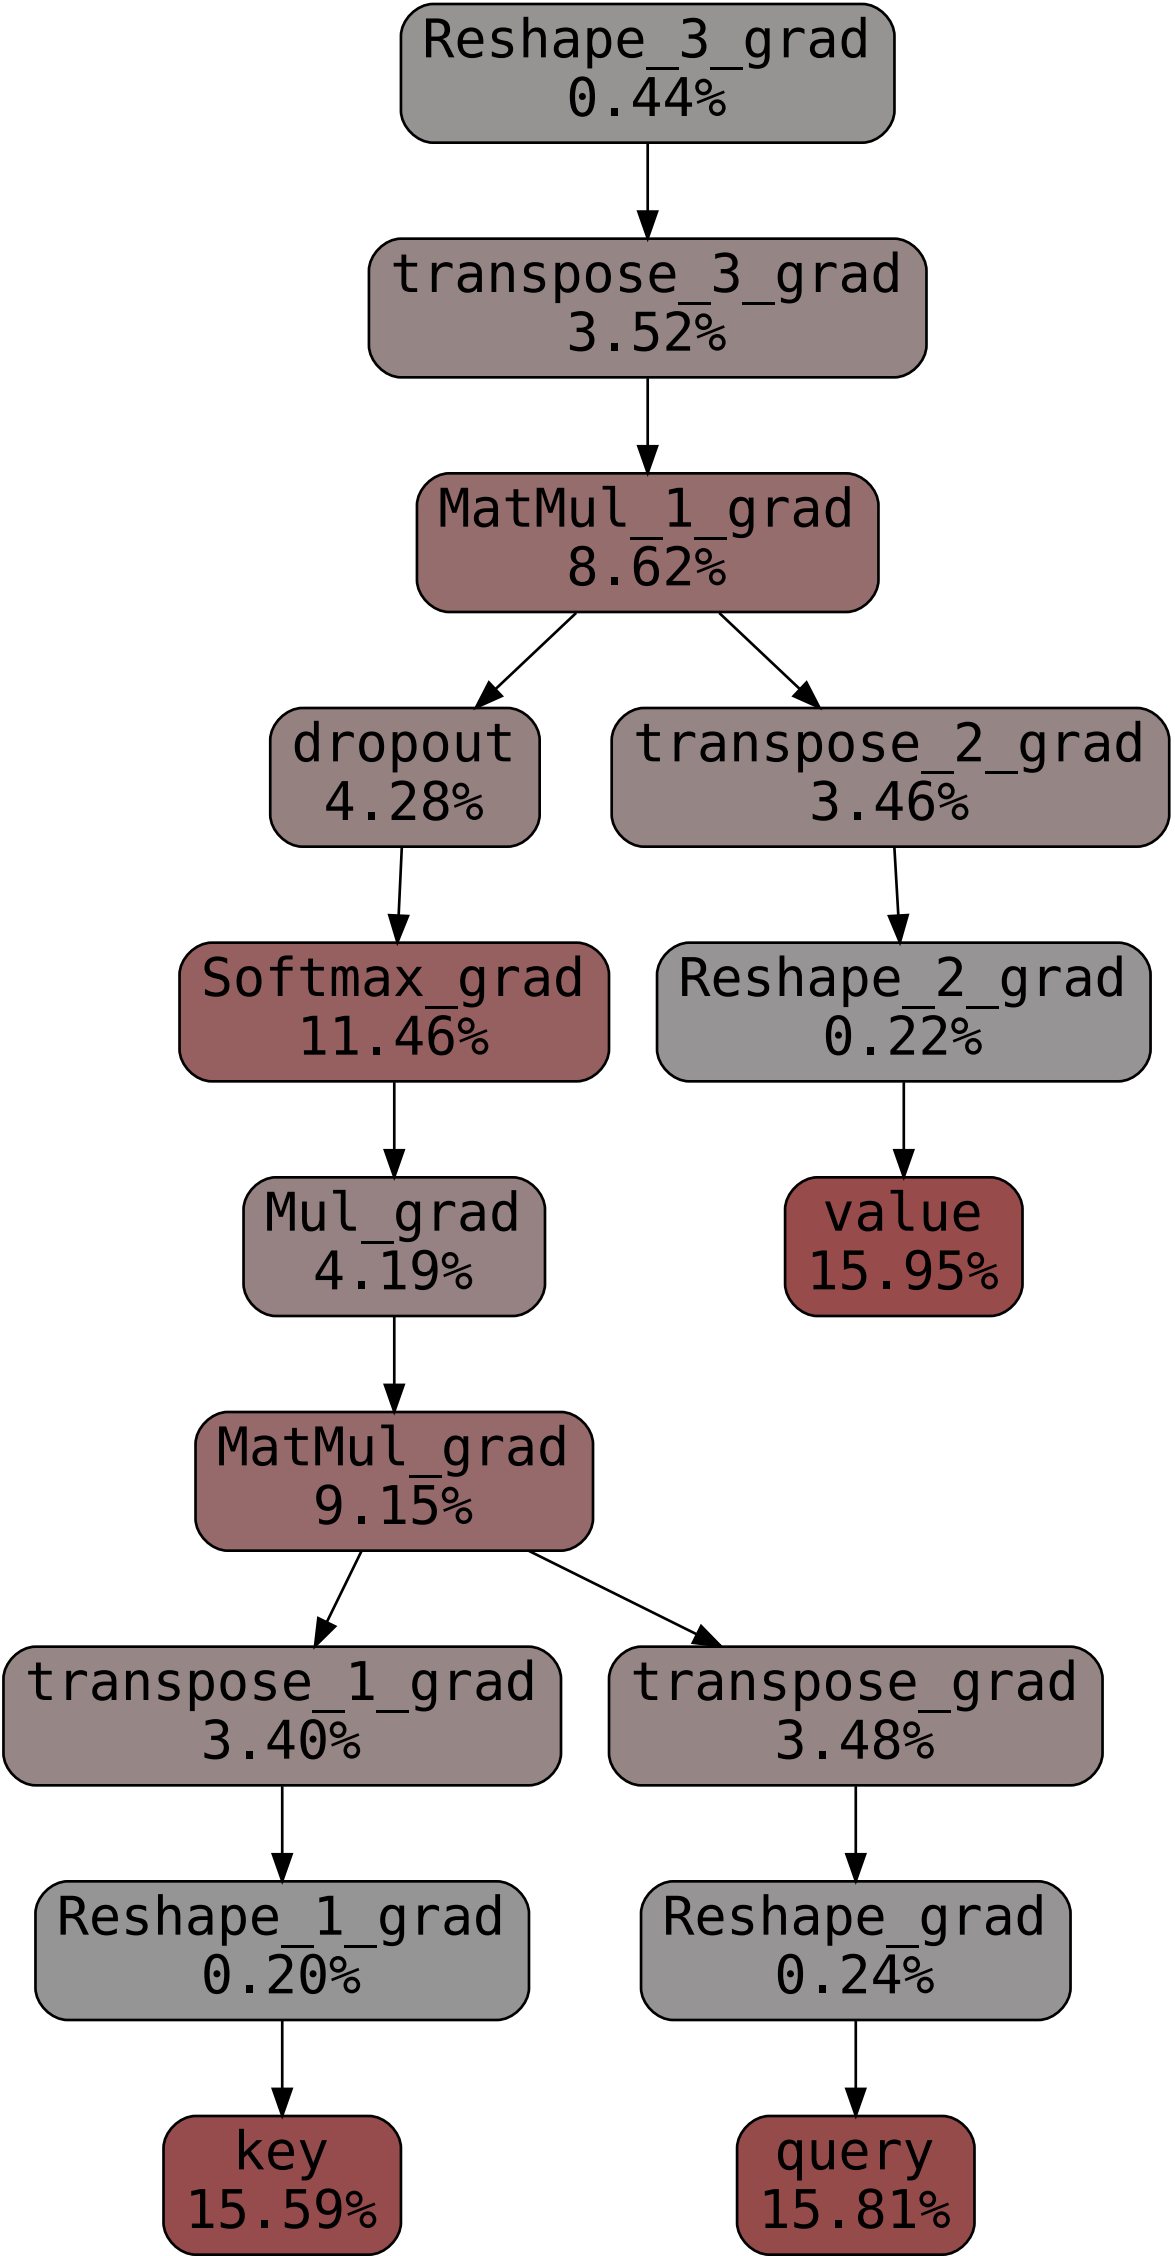 Reshape_3_grad
0.44%
transpose_3_grad
3.52%
MatMul_1_grad
8.62%
dropout
4.28%
transpose_2_grad
3.46%
Softmax_grad
11.46%
Reshape_2_grad
0.22%
Mul_grad
4.19%
value
15.95%
MatMul_grad
9.15%
transpose_1_grad
3.40%
transpose_grad
3.48%
Reshape_1_grad
0.20%
Reshape_grad
0.24%
key
15.59%
query
15.81%